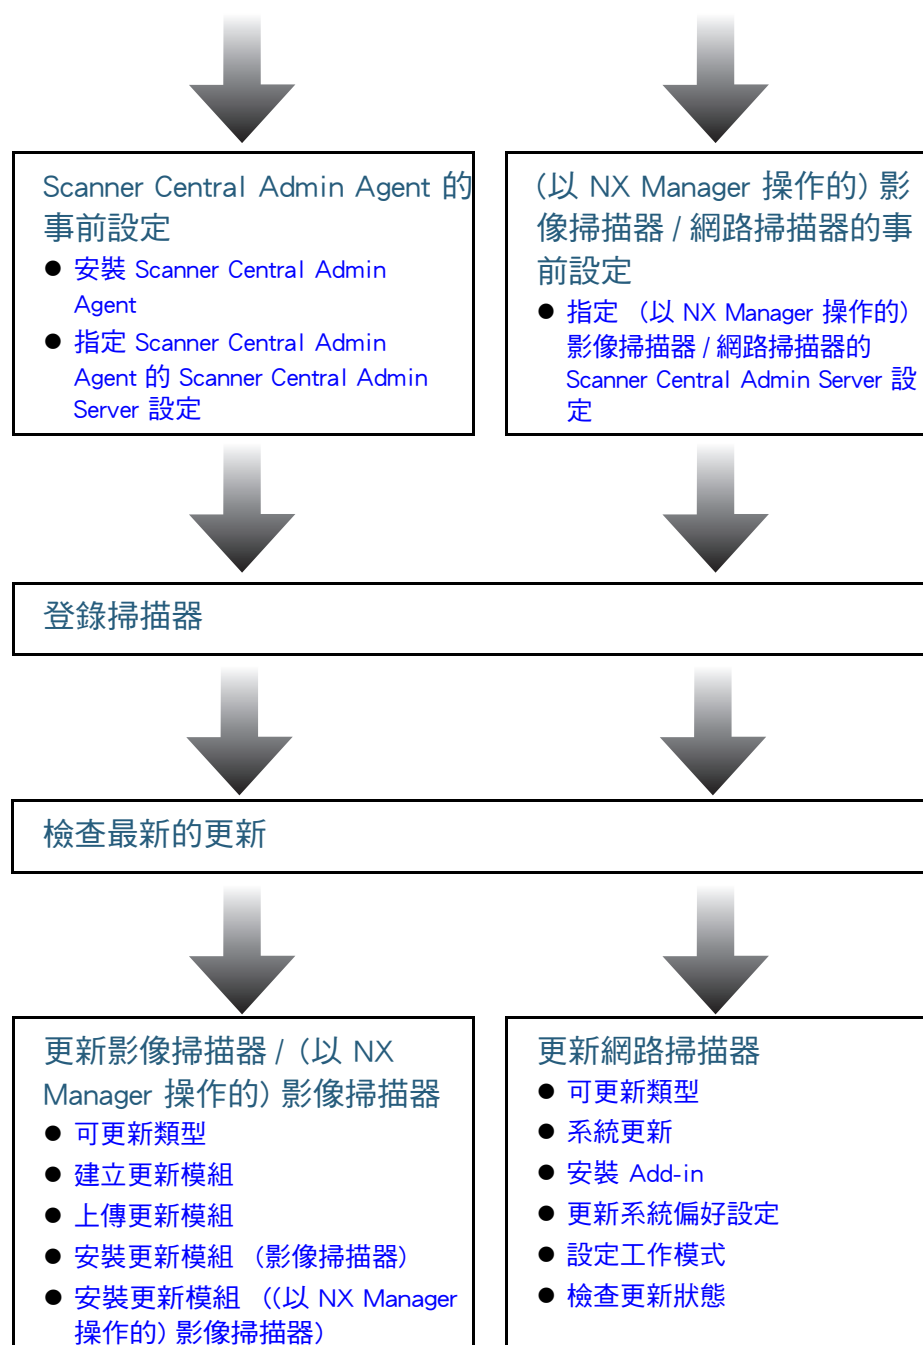 Scanner Central Admin Agent 的
事前設定
● 安裝 Scanner Central Admin
Agent
● 指定 Scanner Central Admin
Agent 的 Scanner Central Admin
Server 設定
(以 NX Manager 操作的) 影
像掃描器 / 網路掃描器的事
前設定
● 指定 (以 NX Manager 操作的)
影像掃描器 / 網路掃描器的
Scanner Central Admin Server 設
定
登錄掃描器
檢查最新的更新
更新影像掃描器 / (以 NX
Manager 操作的) 影像掃描器
● 可更新類型
● 建立更新模組
● 上傳更新模組
● 安裝更新模組 (影像掃描器)
● 安裝更新模組 ((以 NX Manager
操作的) 影像掃描器)
更新網路掃描器
● 可更新類型
● 系統更新
● 安裝 Add-in
● 更新系統偏好設定
● 設定工作模式
● 檢查更新狀態